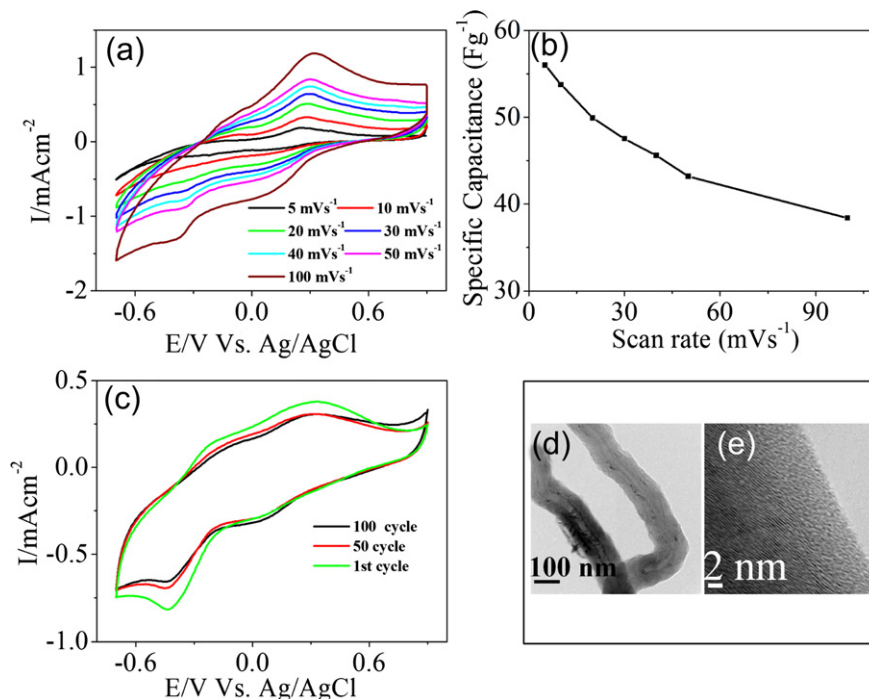 (a)
1
0
-1
-2
-0.6 0.0 0.6
I/mAcm⁻²
E/V Vs. Ag/AgCl
5 mVs⁻¹ 10 mVs⁻¹
20 mVs⁻¹ 30 mVs⁻¹
40 mVs⁻¹ 50 mVs⁻¹
100 mVs⁻¹
(b)
60
50
40
30
0 30 60 90
Specific Capacitance (Fg⁻¹)
Scan rate (mVs⁻¹)
(c)
0.5
0.0
-0.5
-1.0
-0.6 0.0 0.6
I/mAcm⁻²
E/V Vs. Ag/AgCl
100 cycle
50 cycle
1st cycle
(d)
100 nm
(e)
2 nm